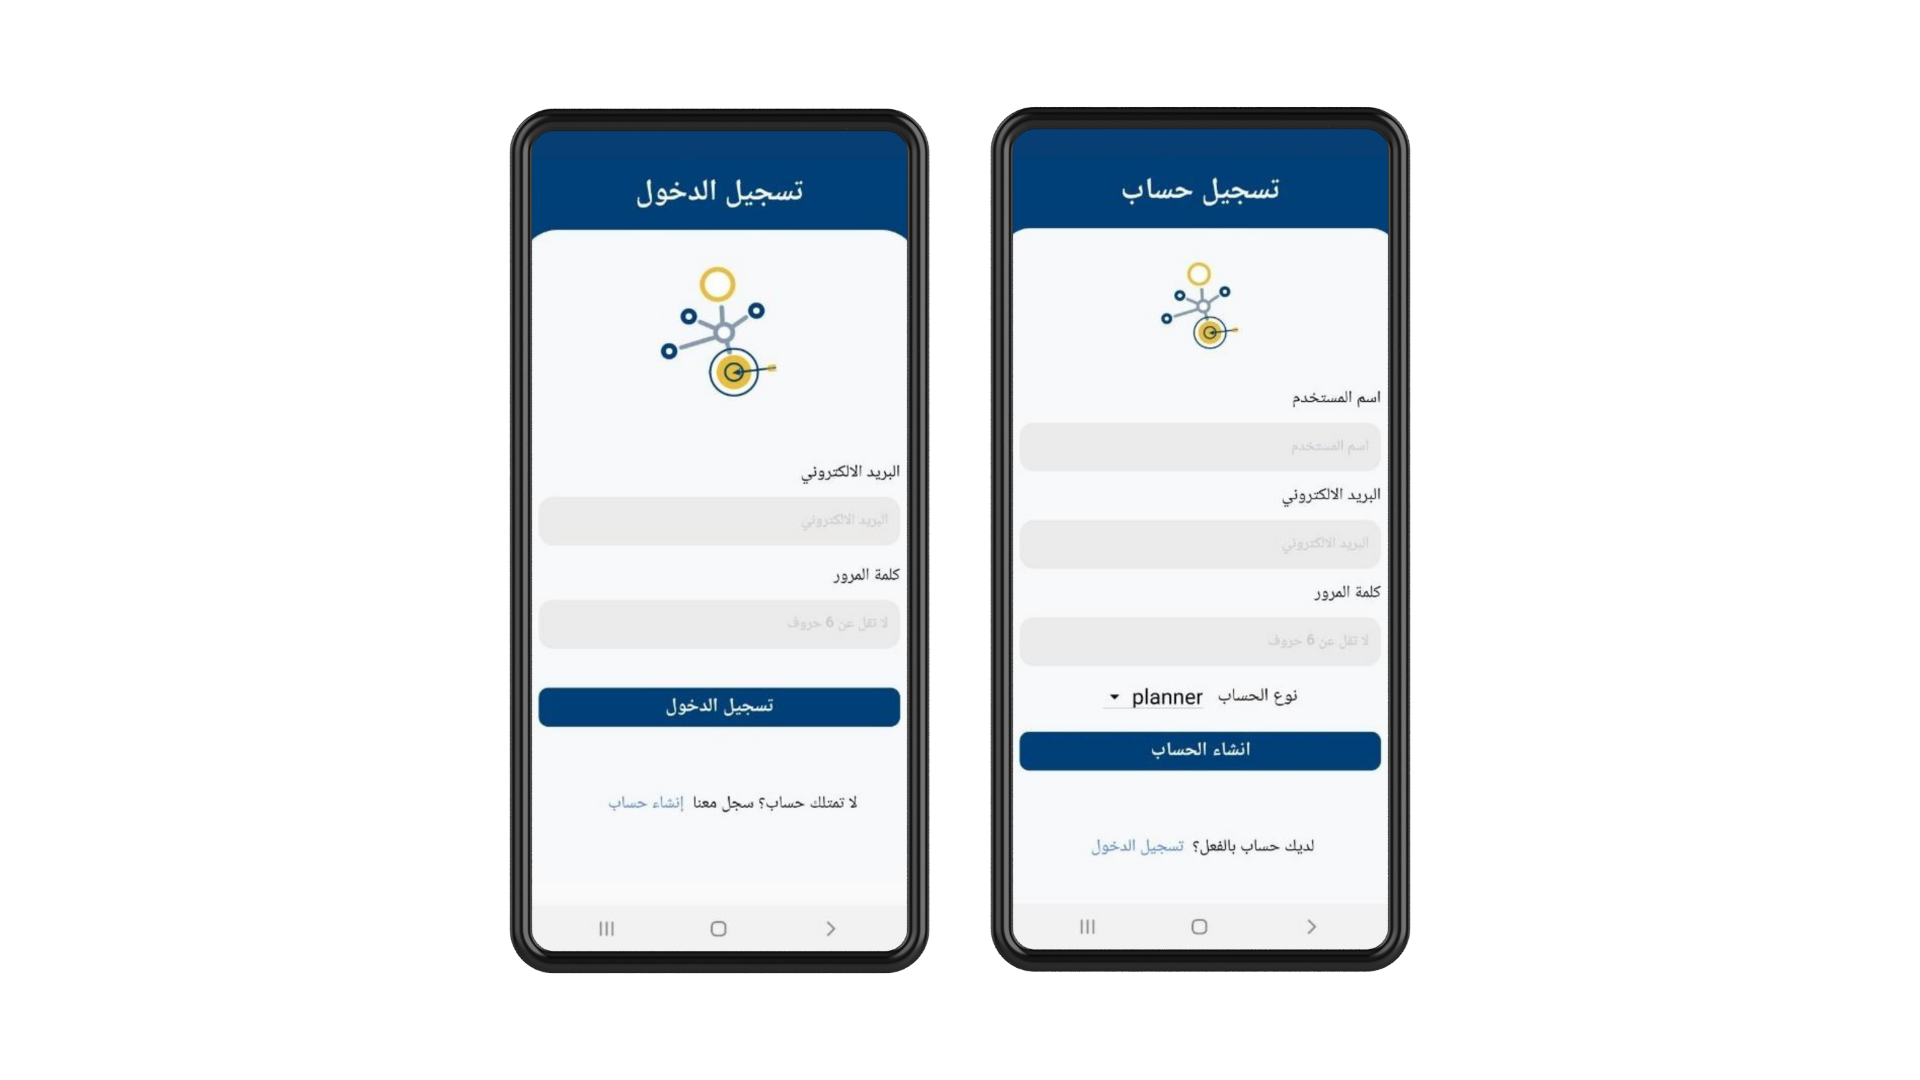 تسجيل الدخول
البريد الالكتروني
البريد الالكتروني
كلمة المرور
لا تقل عن 6 حروف
تسجيل الدخول
لا تمتلك حساب؟ سجل معنا إنشاء حساب
تسجيل حساب
اسم المستخدم
اسم المستخدم
البريد الالكتروني
البريد الالكتروني
كلمة المرور
لا تقل عن 6 حروف
نوع الحساب planner
انشاء الحساب
لديك حساب بالفعل؟ تسجيل الدخول